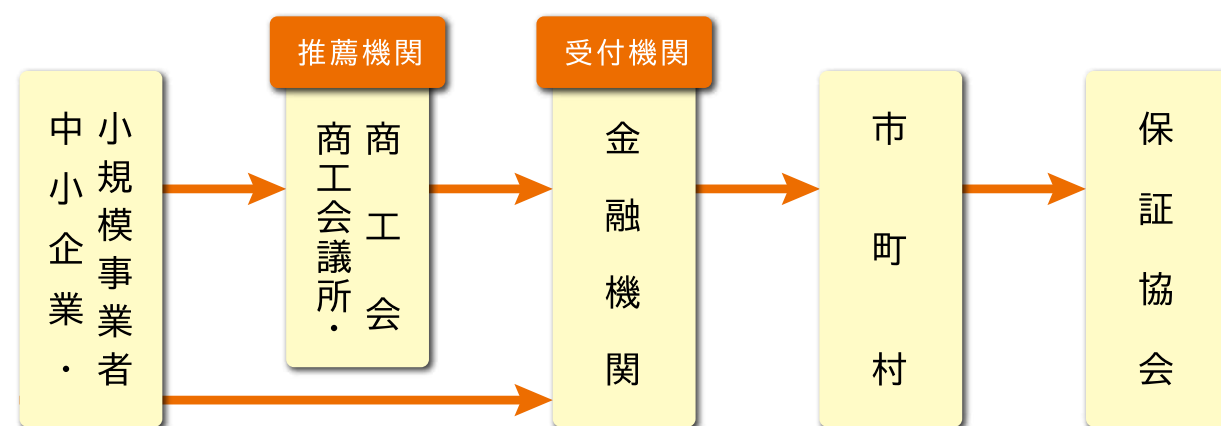 中小企業・
小規模事業者
推薦機関
商工会議所・
商工会
受付機関
金融機関
市町村
保証協会